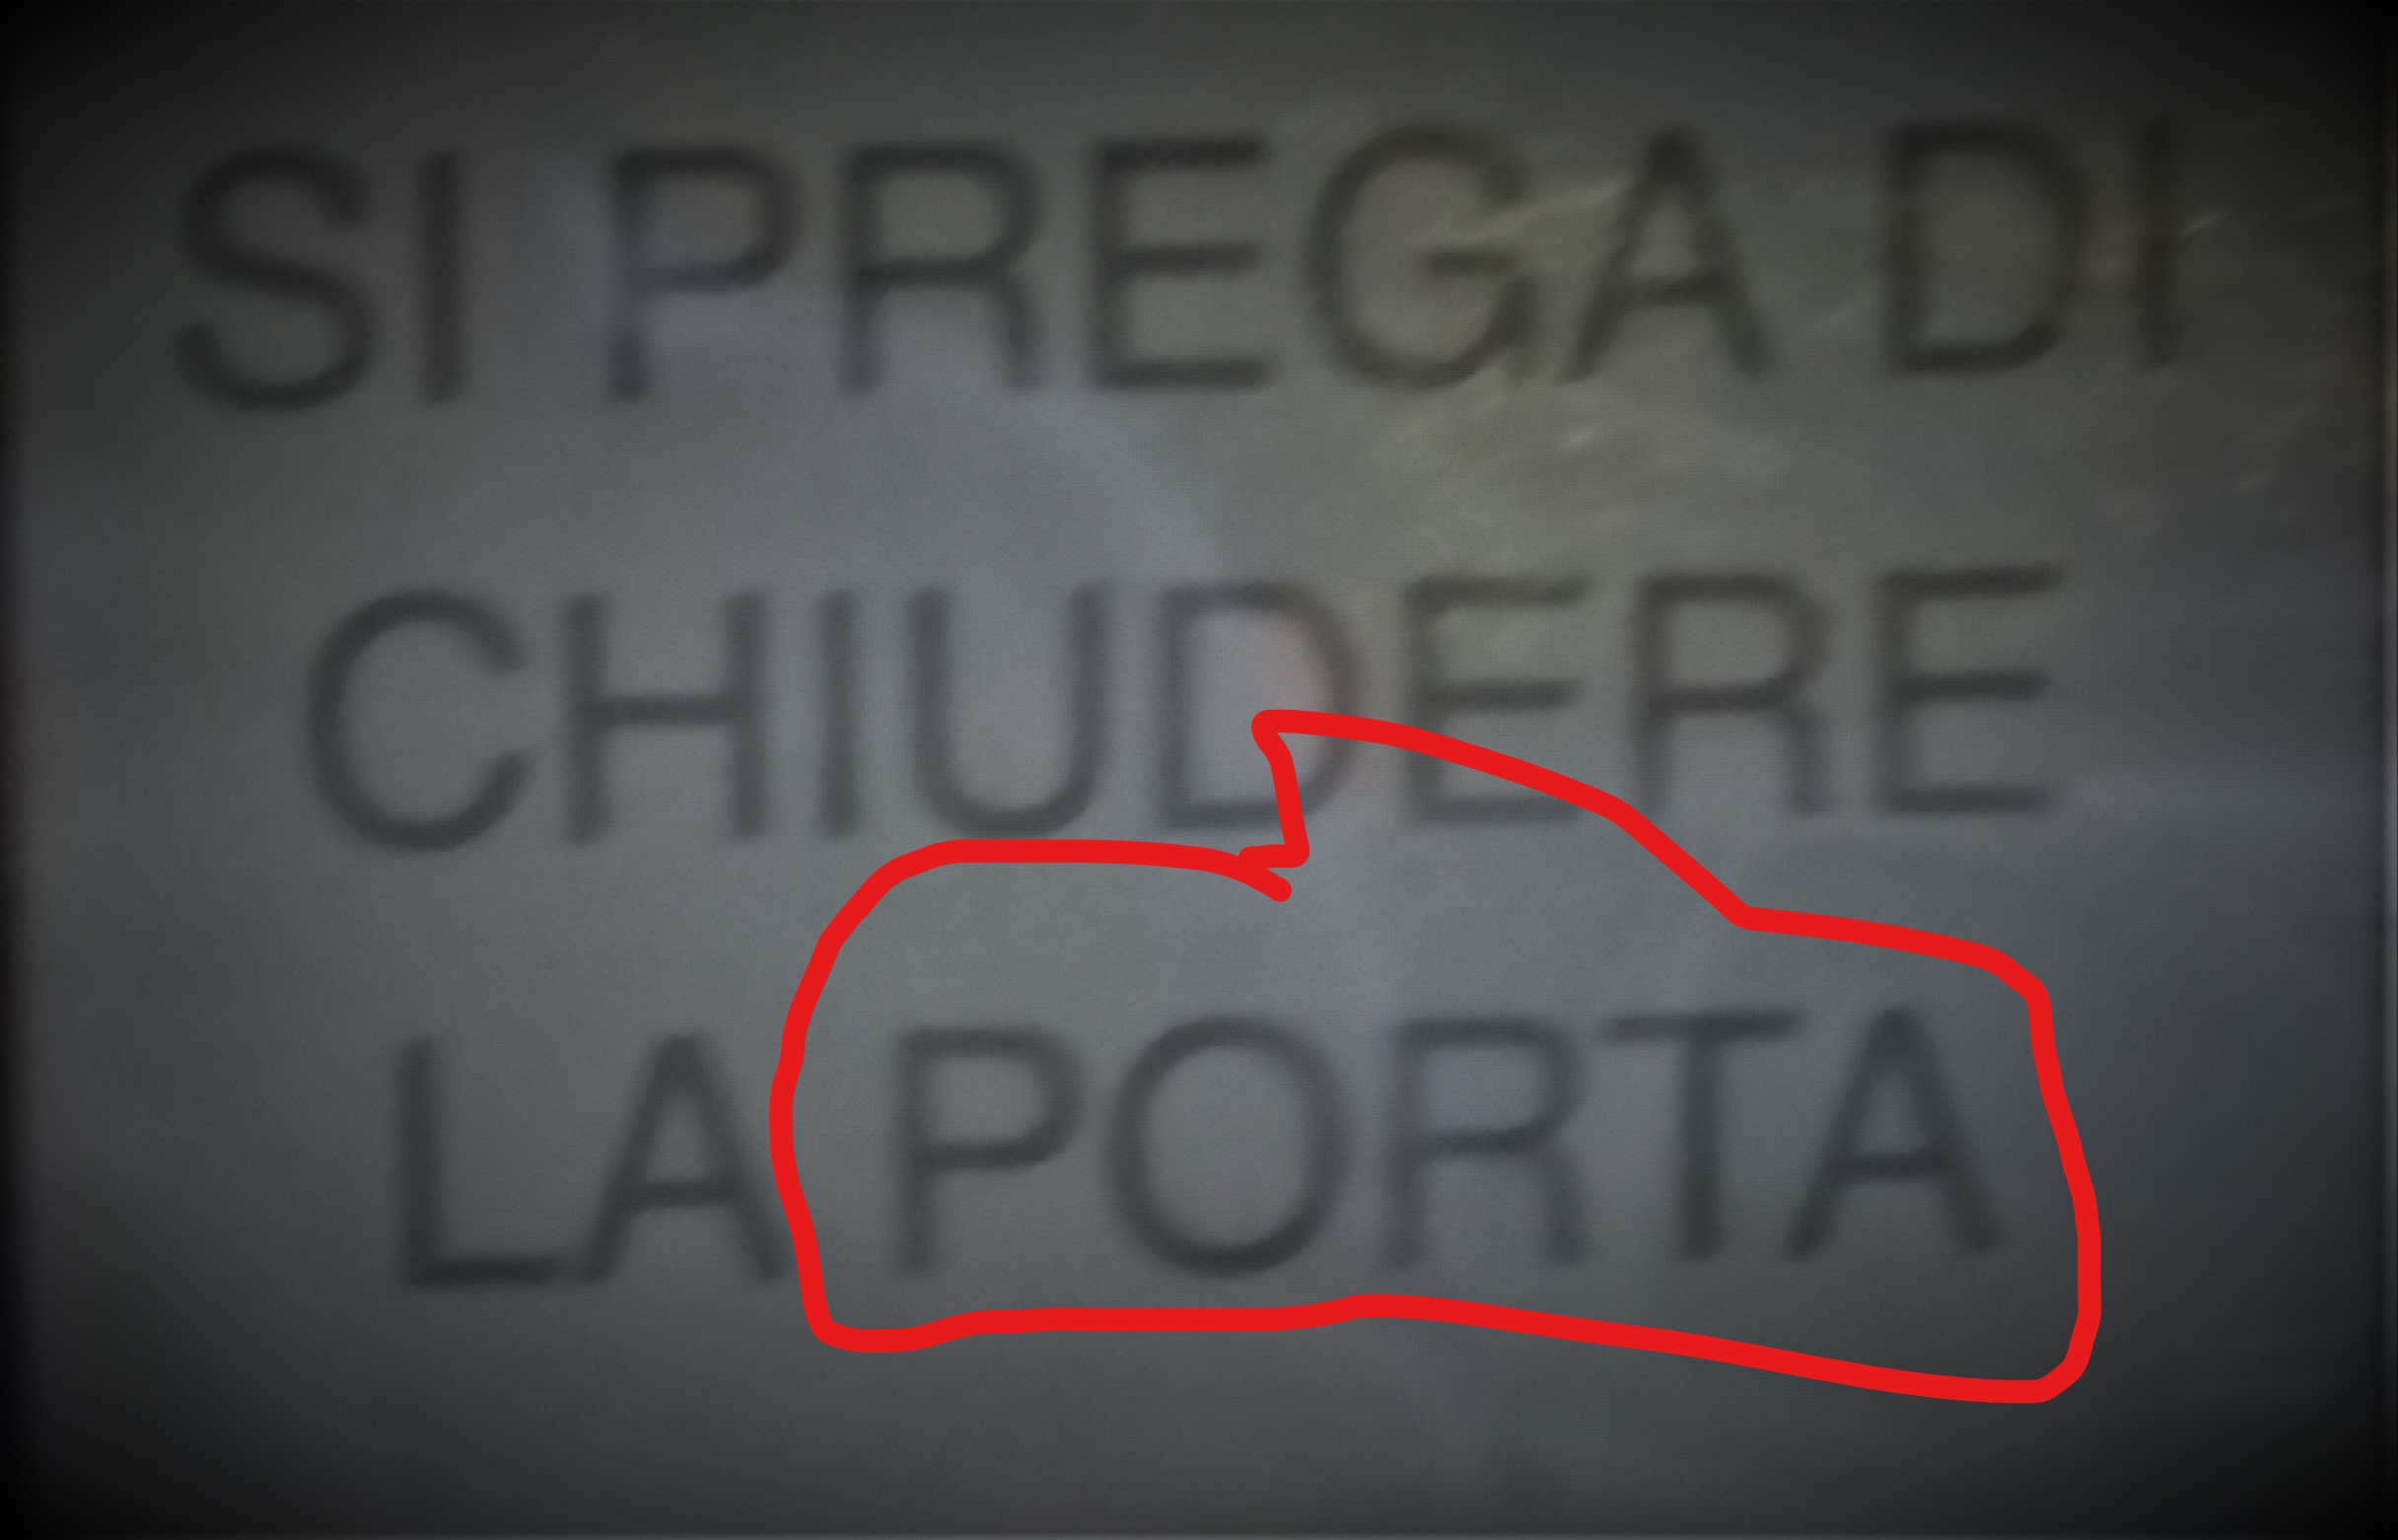 SI PREGA DI
CHIUDERE
LA PORTA